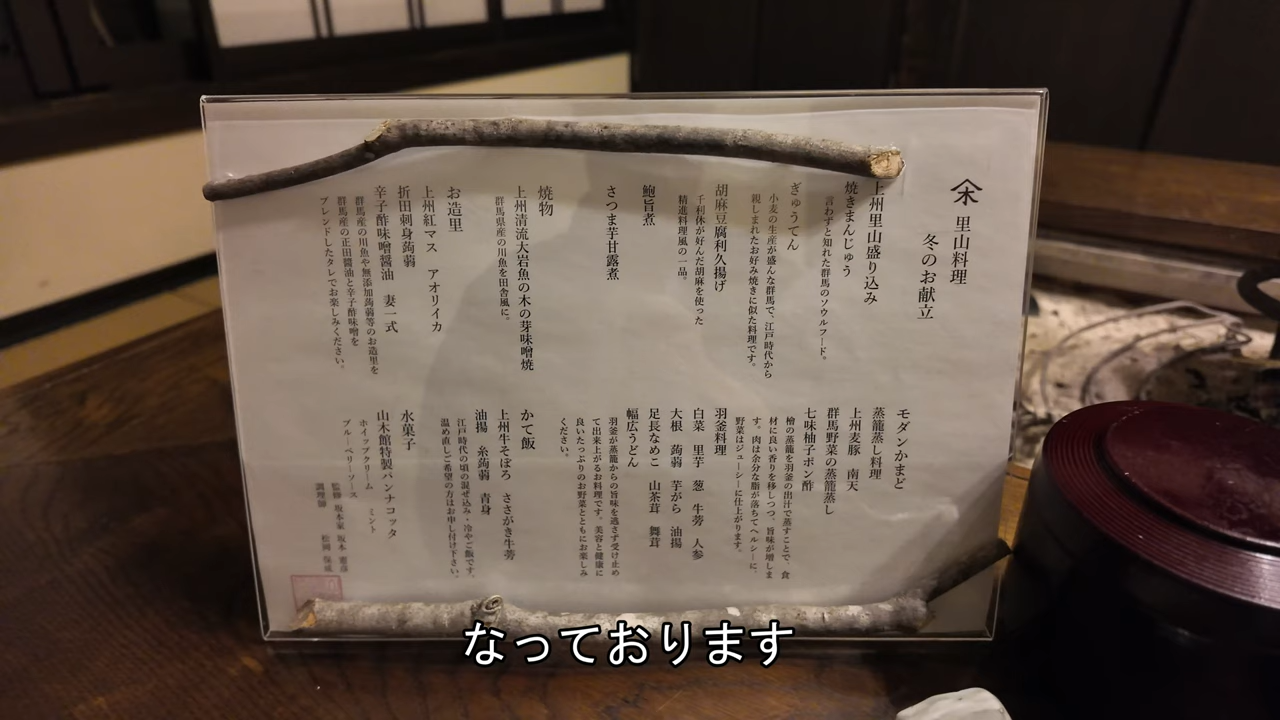 里山料理
冬のお献立
上州里山盛り込み
焼きまんじゅう
言わずと知れた群馬のソウルフード。
ぎゅうてん
小麦の生産が盛んな群馬で、江戸時代から
親しまれたお好み焼きに似た料理です。
胡麻豆腐利久揚げ
千利休が好んだ胡麻を使った
精進料理風の一品。
鮑旨煮
さつま芋甘露煮
焼物
上州清流大岩魚の木の芽味噌焼
群馬県産の川魚を田舎風に。
お造里
上州紅マス　アオリイカ
折田刺身蒟蒻
辛子酢味噌醤油　妻一式
群馬産の川魚や無添加蒟蒻等のお造里を
群馬産の正田醤油と辛子酢味噌を
ブレンドしたタレでお楽しみください。
モダンかまど
蒸籠蒸し料理
上州麦豚　南天
群馬野菜の蒸籠蒸し
七味柚子ポン酢
檜の蒸籠を羽釜の出汁で蒸すことで、食
材に良い香りを移しつつ、旨味が増しま
す。肉は余分な脂が落ちてヘルシーに、
野菜はジューシーに仕上がります。
羽釜料理
白菜　里芋　葱　牛蒡　人参
大根　蒟蒻　芋がら　油揚
足長なめこ　山茶茸　舞茸
幅広うどん
羽釜が蒸籠からの旨味を逃さず受け止め
て出来上がるお料理です。美容と健康に
良いたっぷりのお野菜とともにお楽しみ
ください。
かて飯
上州牛そぼろ　ささがき牛蒡
油揚　糸蒟蒻　青身
江戸時代の頃の混ぜ込み・冷やご飯です。
温め直しご希望の方はお申し付け下さい。
水菓子
山木館特製パンナコッタ
ホイップクリーム　ミント
ブルーベリーソース
監修　坂本家　坂本
調理師　松岡
なっております